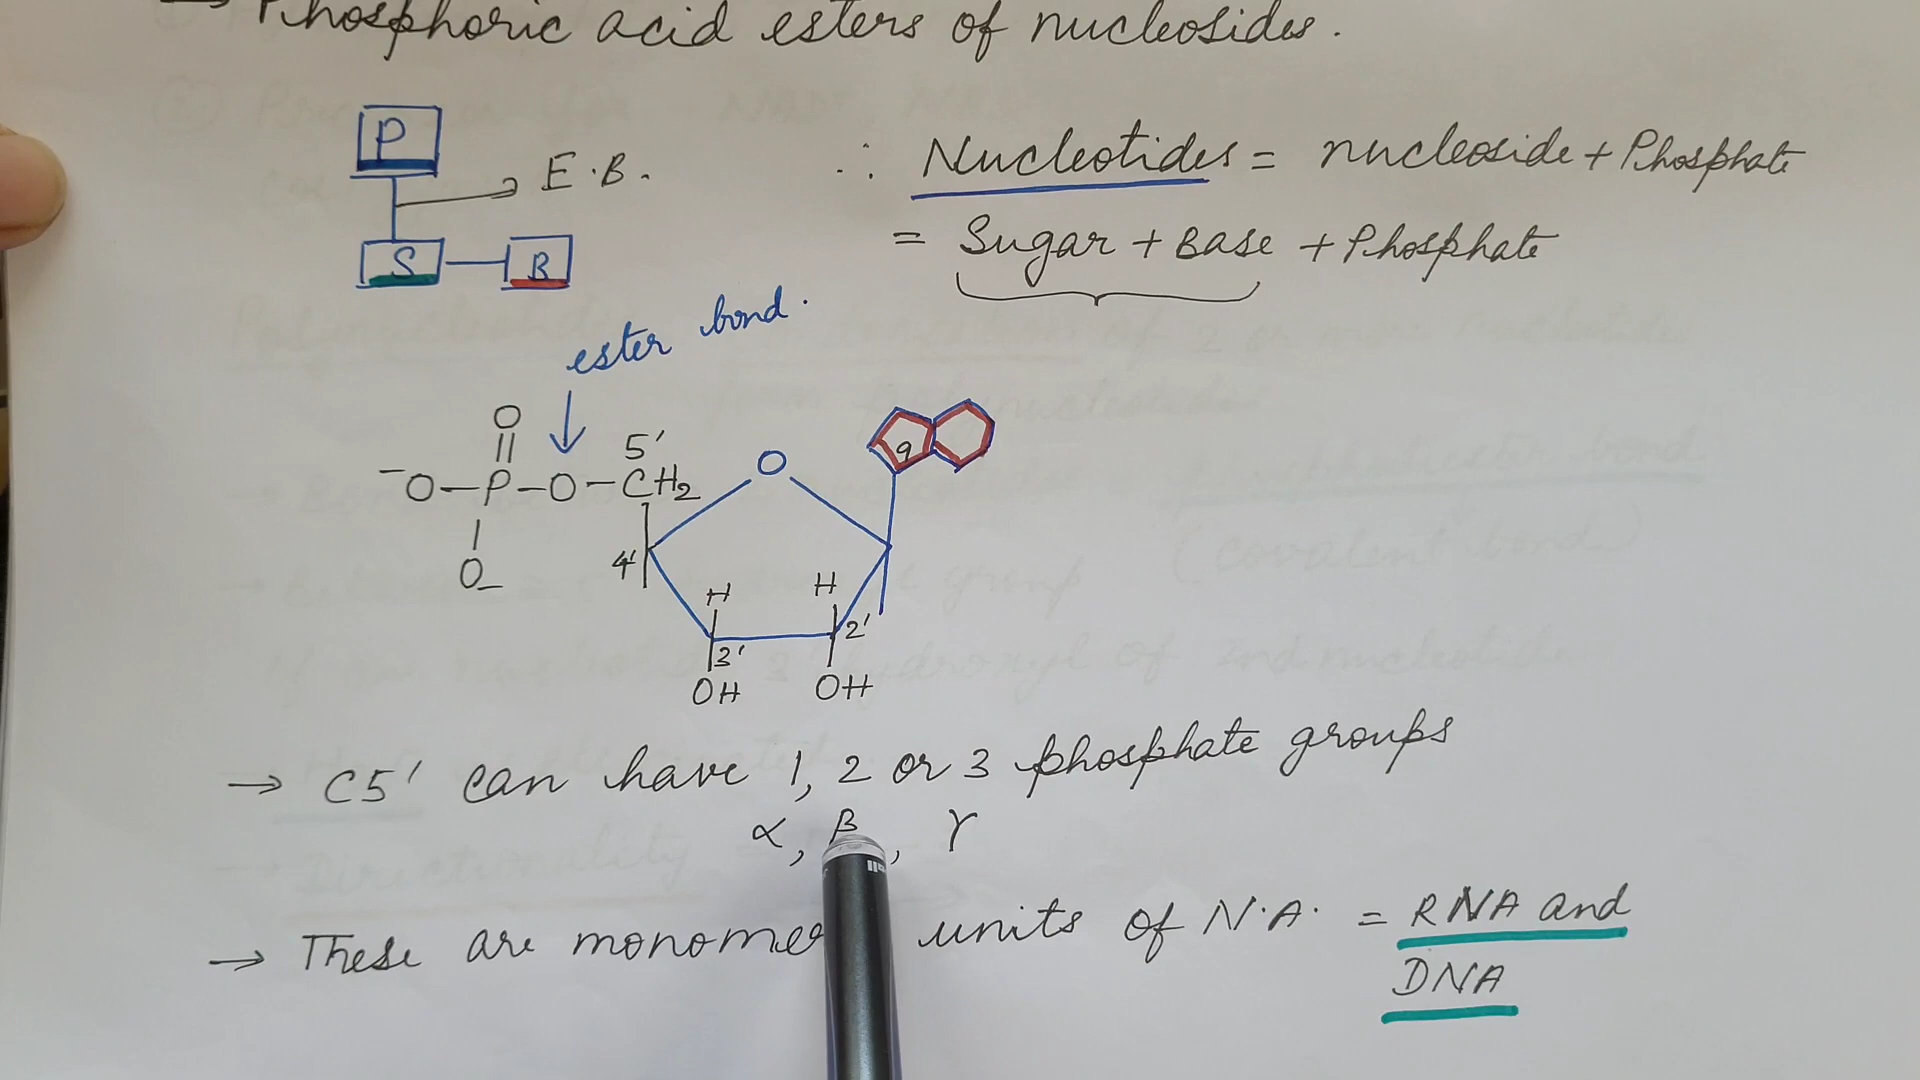 → Phosphoric acid esters of nucleosides.
P
→ E.B.
S — B
∴ Nucleotides = nucleoside + Phosphate
= Sugar + Base + Phosphate
ester bond.
O
5'
9
⁻O–P–O–CH₂
O
O⁻
4'
H
H
3'
2'
OH
OH
→ C5' can have 1, 2 or 3 phosphate groups
α, β, γ
→ These are monomer units of N.A. = RNA and
DNA